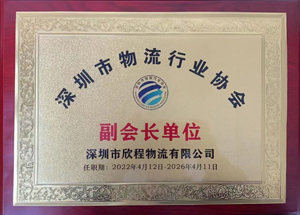 深圳市物流行业协会
副会长单位
深圳市欣程物流有限公司
任职期：2022年4月12日-2026年4月11日